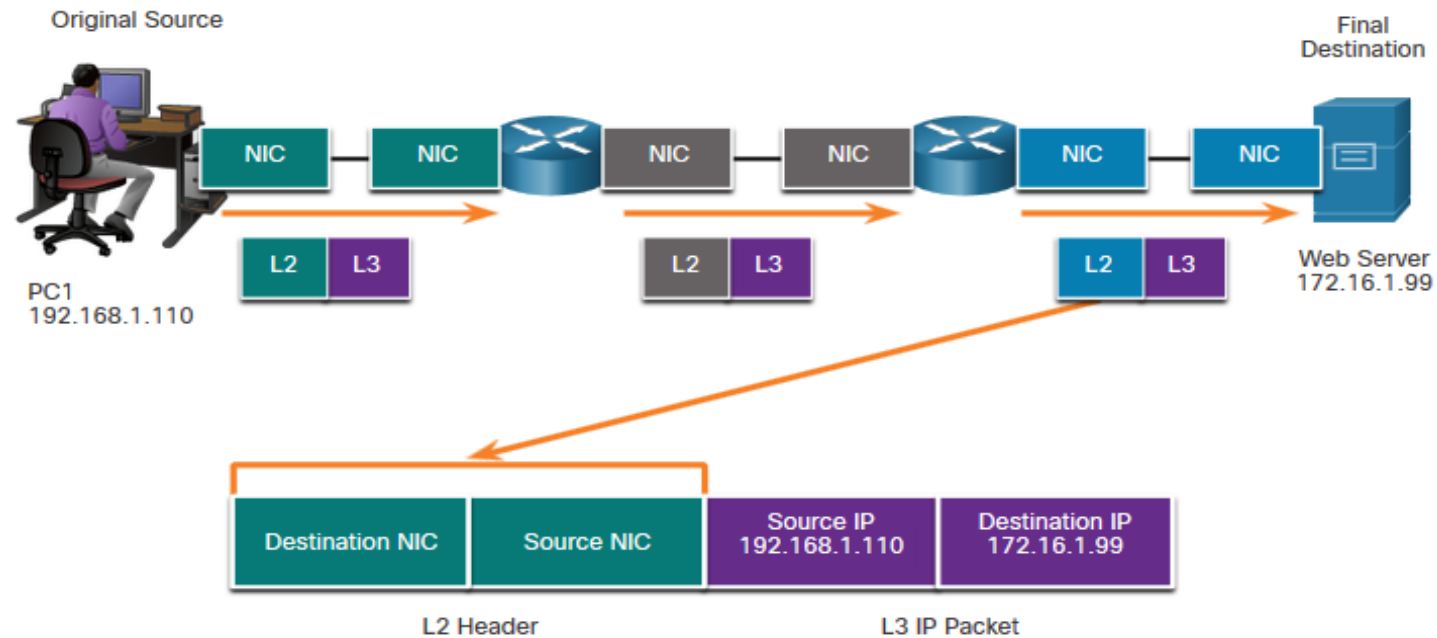 Original Source
Final
Destination
NIC
NIC
NIC
NIC
NIC
NIC
L2 L3
L2 L3
L2 L3
PC1
192.168.1.110
Web Server
172.16.1.99
Destination NIC
Source NIC
Source IP
192.168.1.110
Destination IP
172.16.1.99
L2 Header
L3 IP Packet